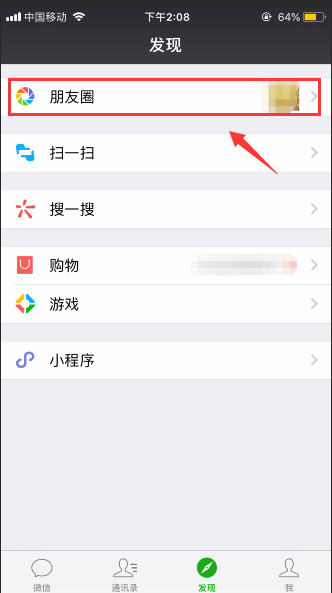 中国移动 下午2:08 64%
发现
朋友圈
扫一扫
搜一搜
购物
游戏
小程序
微信 通讯录 发现 我